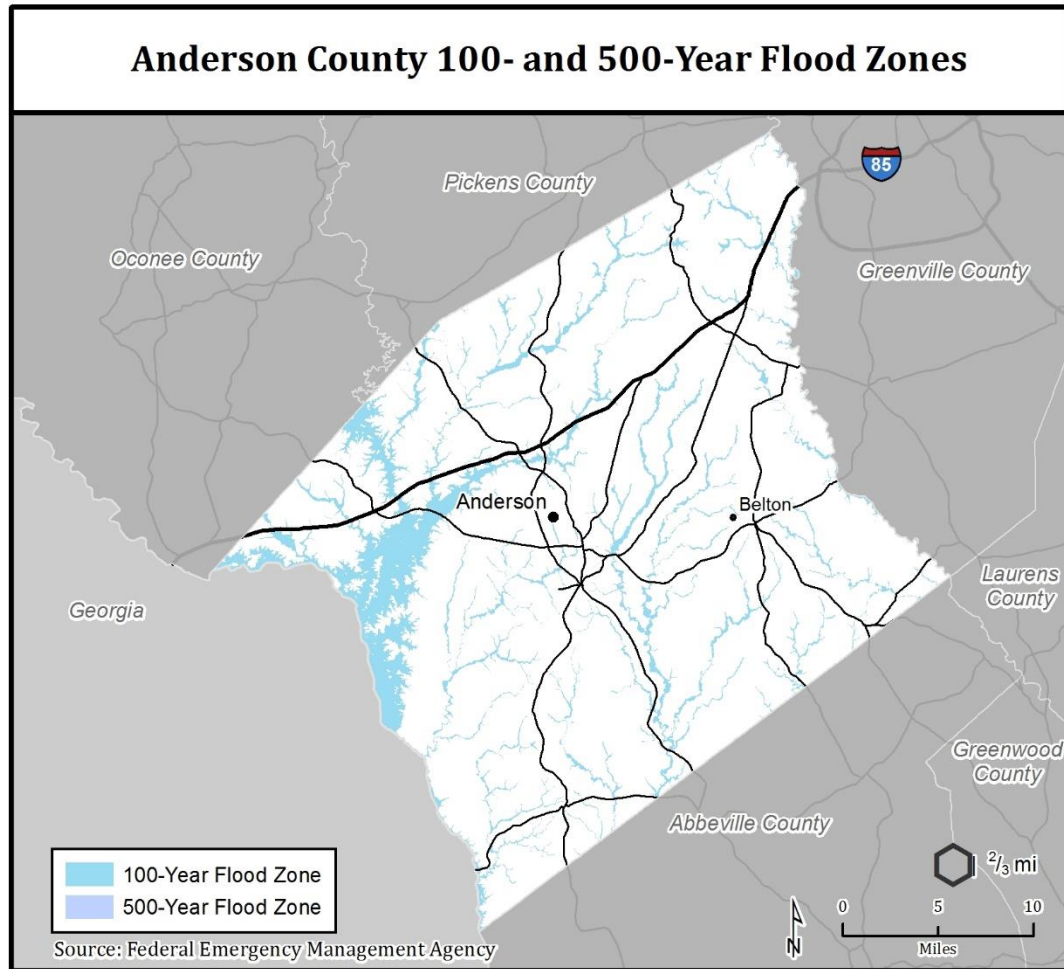 Anderson County 100- and 500-Year Flood Zones
85
Pickens County
Oconee County
Greenville County
Anderson
Belton
Georgia
Laurens
County
Greenwood
County
Abbeville County
100-Year Flood Zone
500-Year Flood Zone
Source: Federal Emergency Management Agency
2/3 mi
N
0 5 10
Miles